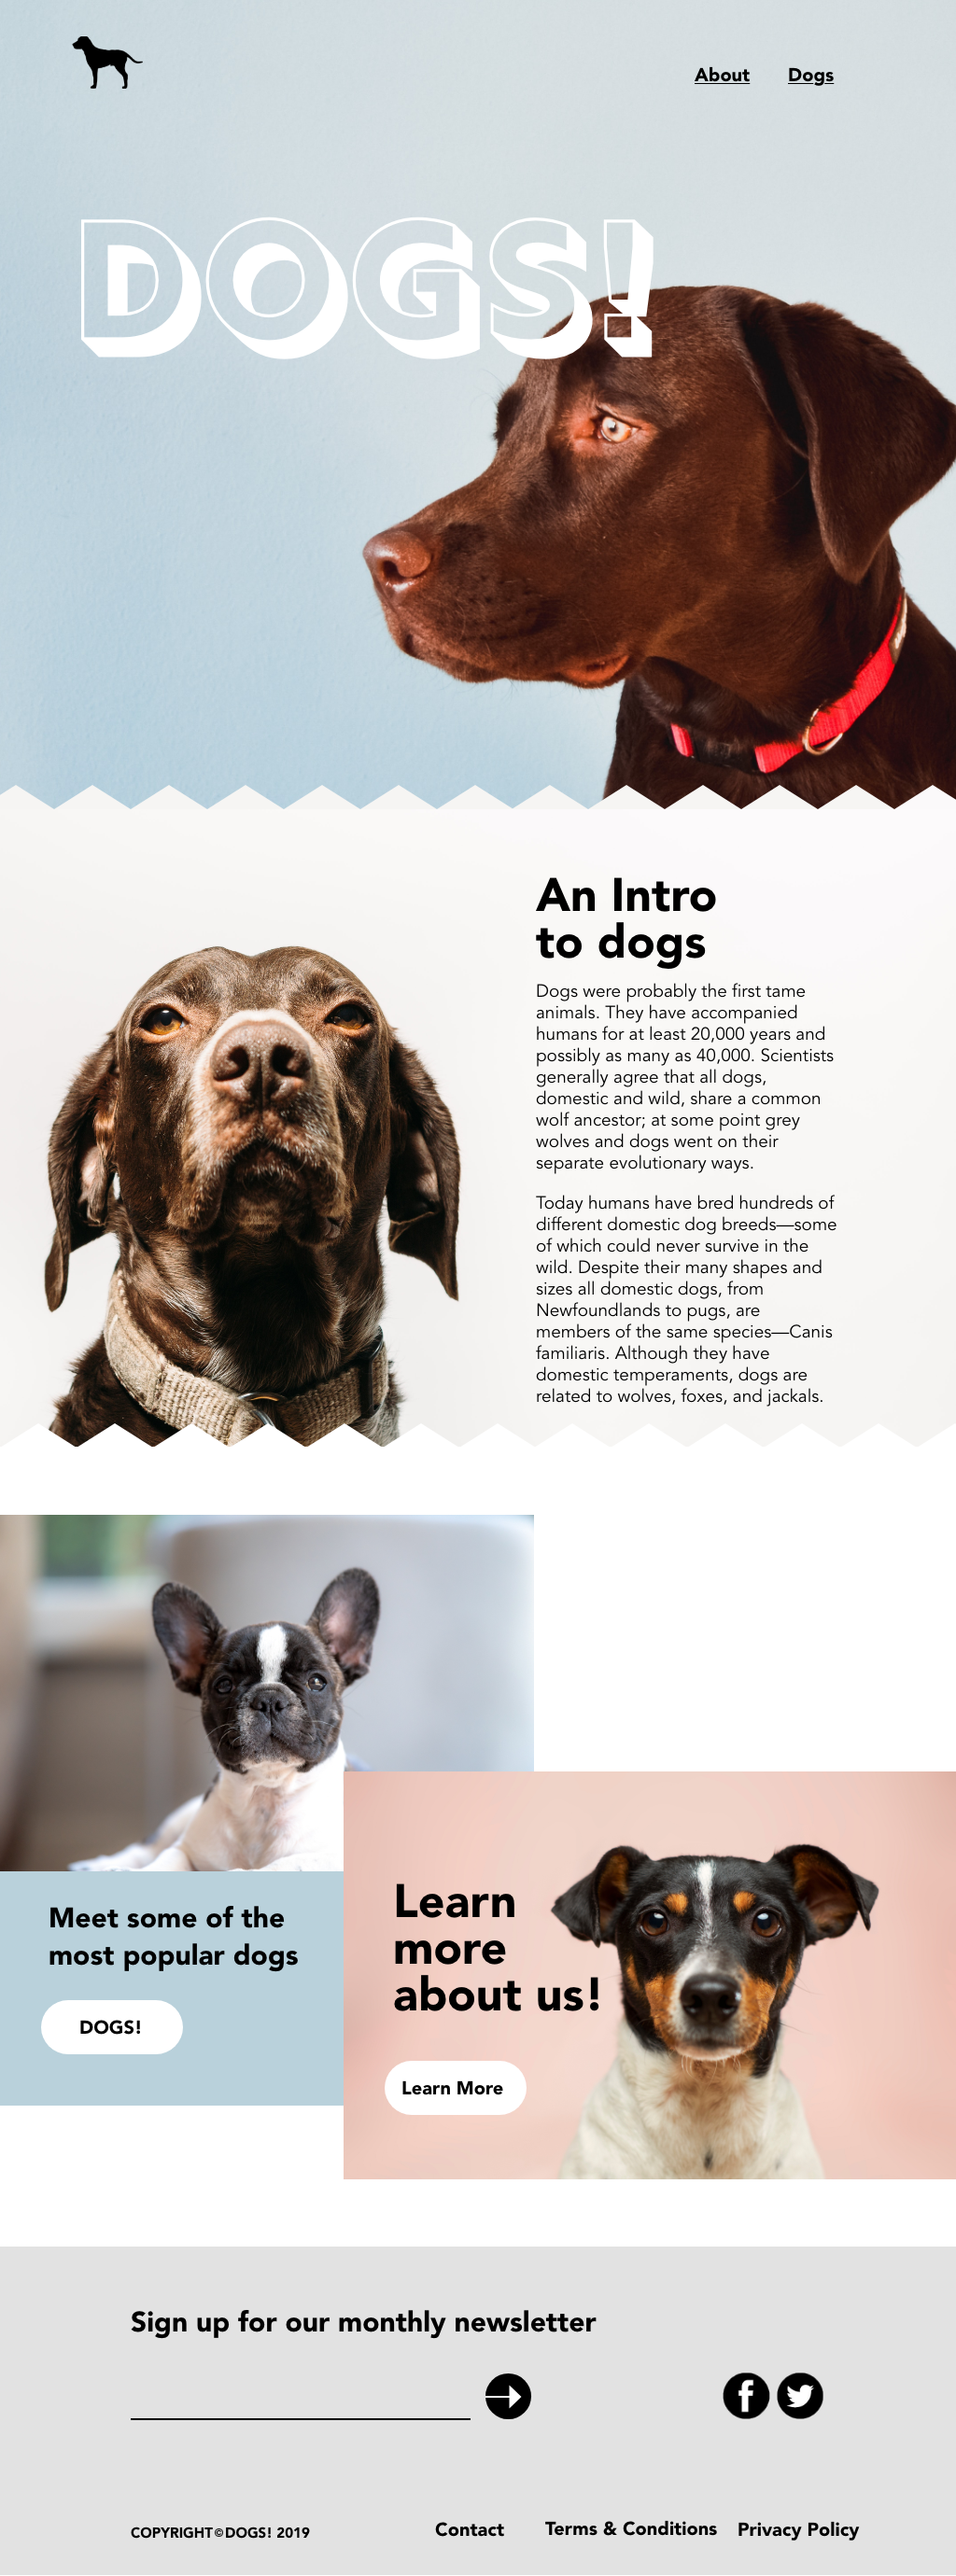 About Dogs
DOGS!
An Intro
to dogs
Dogs were probably the first tame
animals. They have accompanied
humans for at least 20,000 years and
possibly as many as 40,000. Scientists
generally agree that all dogs,
domestic and wild, share a common
wolf ancestor; at some point grey
wolves and dogs went on their
separate evolutionary ways.
Today humans have bred hundreds of
different domestic dog breeds—some
of which could never survive in the
wild. Despite their many shapes and
sizes all domestic dogs, from
Newfoundlands to pugs, are
members of the same species—Canis
familiaris. Although they have
domestic temperaments, dogs are
related to wolves, foxes, and jackals.
Meet some of the
most popular dogs
DOGS!
Learn
more
about us!
Learn More
Sign up for our monthly newsletter
COPYRIGHT©DOGS! 2019 Contact Terms & Conditions Privacy Policy